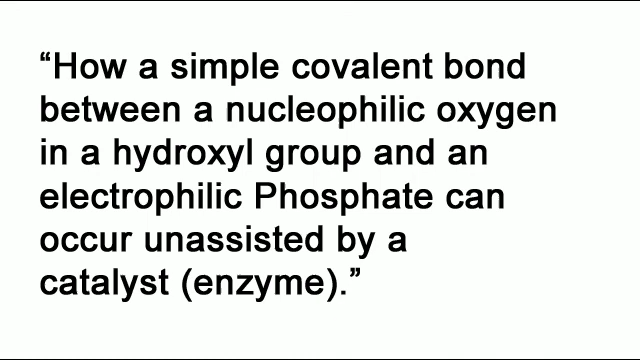 “How a simple covalent bond
between a nucleophilic oxygen
in a hydroxyl group and an
electrophilic Phosphate can
occur unassisted by a
catalyst (enzyme).”